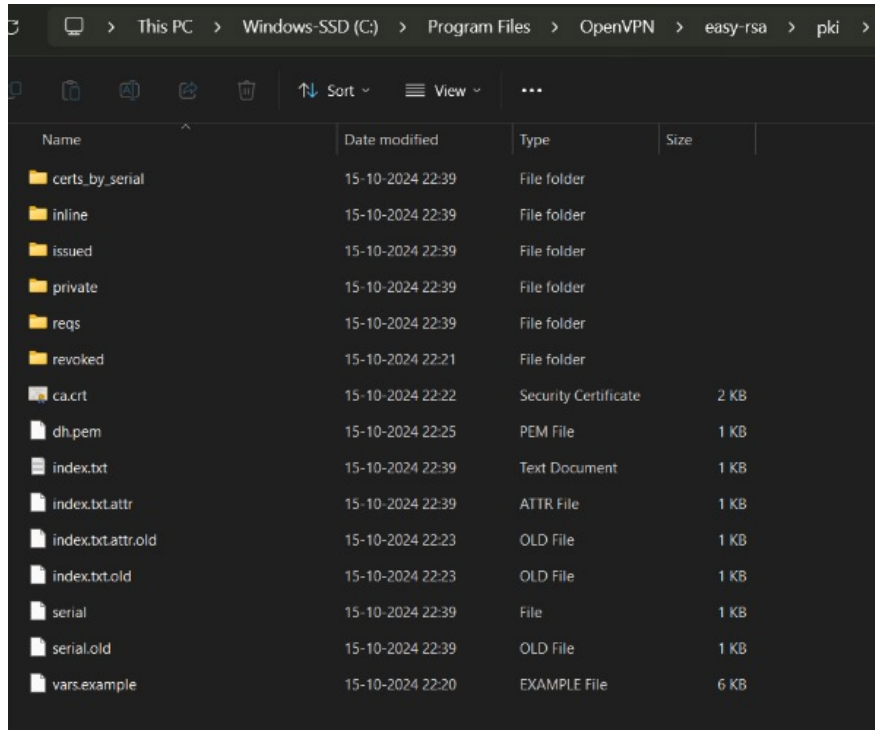 This PC > Windows-SSD (C:) > Program Files > OpenVPN > easy-rsa > pki >
Sort View ...
Name Date modified Type Size
certs_by_serial 15-10-2024 22:39 File folder
inline 15-10-2024 22:39 File folder
issued 15-10-2024 22:39 File folder
private 15-10-2024 22:39 File folder
reqs 15-10-2024 22:39 File folder
revoked 15-10-2024 22:21 File folder
ca.crt 15-10-2024 22:22 Security Certificate 2 KB
dh.pem 15-10-2024 22:25 PEM File 1 KB
index.txt 15-10-2024 22:39 Text Document 1 KB
index.txt.attr 15-10-2024 22:39 ATTR File 1 KB
index.txt.attr.old 15-10-2024 22:23 OLD File 1 KB
index.txt.old 15-10-2024 22:23 OLD File 1 KB
serial 15-10-2024 22:39 File 1 KB
serial.old 15-10-2024 22:39 OLD File 1 KB
vars.example 15-10-2024 22:20 EXAMPLE File 6 KB